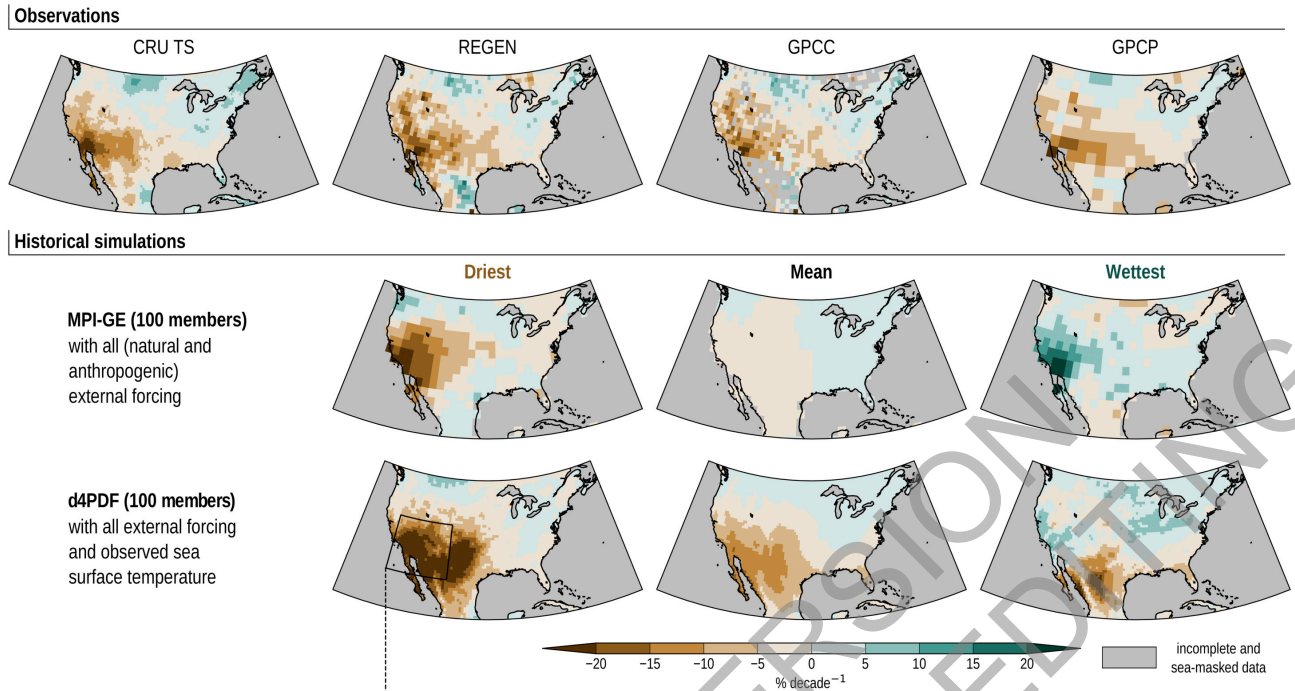 Observations
CRU TS
REGEN
GPCC
GPCP
Historical simulations
Driest
Mean
Wettest
MPI-GE (100 members)
with all (natural and
anthropogenic)
external forcing
d4PDF (100 members)
with all external forcing
and observed sea
surface temperature
−20 −15 −10 −5 0 5 10 15 20
% decade⁻¹
incomplete and
sea-masked data